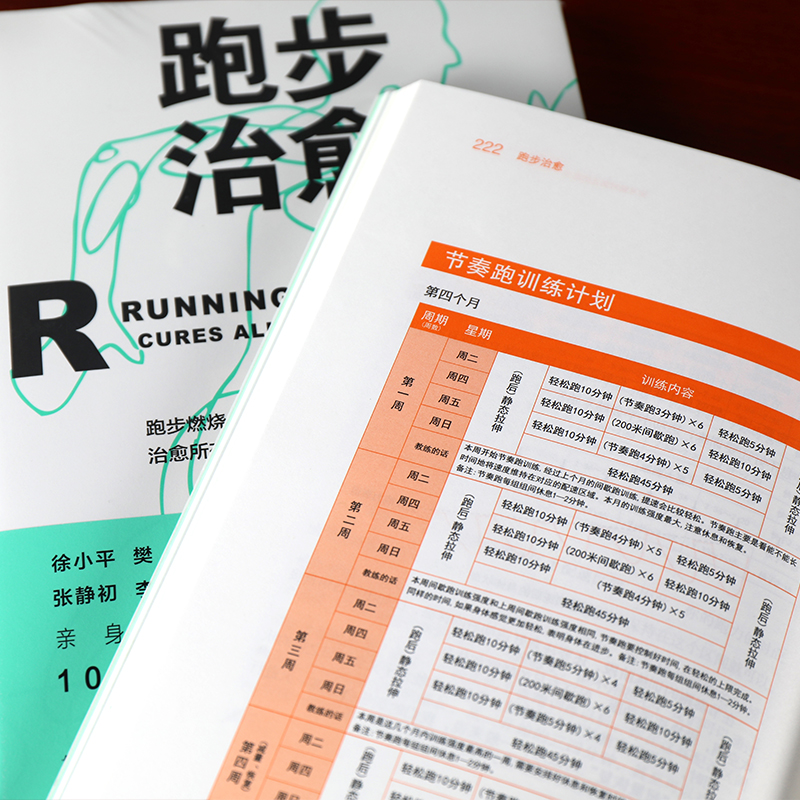 跑步
治愈
RUNNING
CURES ALL
跑步燃烧
治愈所有
徐小平 樊
张静初 李
亲身
10
222 跑步治愈
节奏跑训练计划
第四个月
周期(周数) 星期 训练内容
第一周
周二 (跑后)静态拉伸 轻松跑10分钟 (节奏跑3分钟)×6 轻松跑5分钟
周四 轻松跑10分钟 (200米间歇跑)×6 轻松跑10分钟
周五 轻松跑10分钟 (节奏跑4分钟)×5 轻松跑5分钟
周日 轻松跑45分钟
教练的话 本周开始节奏跑训练,经过上个月的间歇跑训练,提速会比较轻松。节奏跑主要是看能不能长
时间地将速度维持在对应的配速区域。本月的训练强度最大,注意休息和恢复。
备注:节奏跑每组组间休息1—2分钟。
第二周
周二 (跑后)静态拉伸 轻松跑10分钟 (节奏跑4分钟)×5 轻松跑5分钟
周四 轻松跑10分钟 (200米间歇跑)×6 轻松跑10分钟
周五 轻松跑10分钟 (节奏跑4分钟)×5 轻松跑5分钟
周日 轻松跑45分钟
教练的话 本周间歇跑训练强度和上周间歇跑训练强度相同,节奏跑要控制好时间,在轻松的上限完成。
同样的时间,如果身体感觉更加轻松,表明身体在进步。备注:节奏跑每组组间休息1—2分钟。
第三周
周二 (跑后)静态拉伸 轻松跑10分钟 (节奏跑5分钟)×4 轻松跑5分钟
周四 轻松跑10分钟 (200米间歇跑)×6 轻松跑10分钟
周五 轻松跑10分钟 (节奏跑5分钟)×4 轻松跑5分钟
周日 轻松跑45分钟
教练的话 本周是这几个月内训练强度最高的一周,需要安排好休息和恢复时
备注:节奏跑每组组间休息1—2分钟。
第四周(减量、恢复)
周二 (跑后)静态 轻松跑10分钟
周四
周日